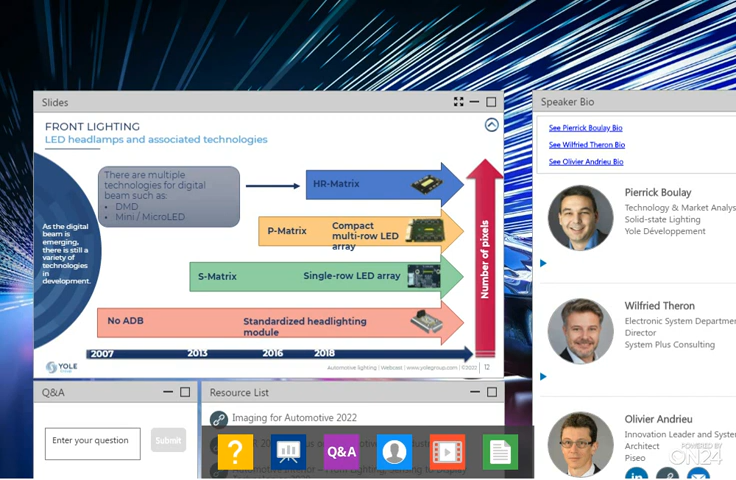 Slides
FRONT LIGHTING
LED headlamps and associated technologies
As the digital
beam is
emerging,
there is still a
variety of
technologies
in
development.
There are multiple
technologies for digital
beam such as:
• DMD
• Mini / MicroLED
HR-Matrix
P-Matrix
Compact
multi-row LED
array
S-Matrix
Single-row LED array
No ADB
Standardized headlighting
module
Number of pixels
2007
2013
2016
2018
YOLE
Automotive lighting | Webcast | www.yolegroup.com | ©2022
12
Speaker Bio
See Pierrick Boulay Bio
See Wilfried Theron Bio
See Olivier Andrieu Bio
Pierrick Boulay
Technology & Market Analys
Solid-state Lighting
Yole Développement
Wilfried Theron
Electronic System Departme
Director
System Plus Consulting
Olivier Andrieu
Innovation Leader and Syste
Architect
Piseo
POWERED BY
ON24
Q&A
Enter your question
Submit
Resource List
Imaging for Automotive 2022
?
Q&A
in